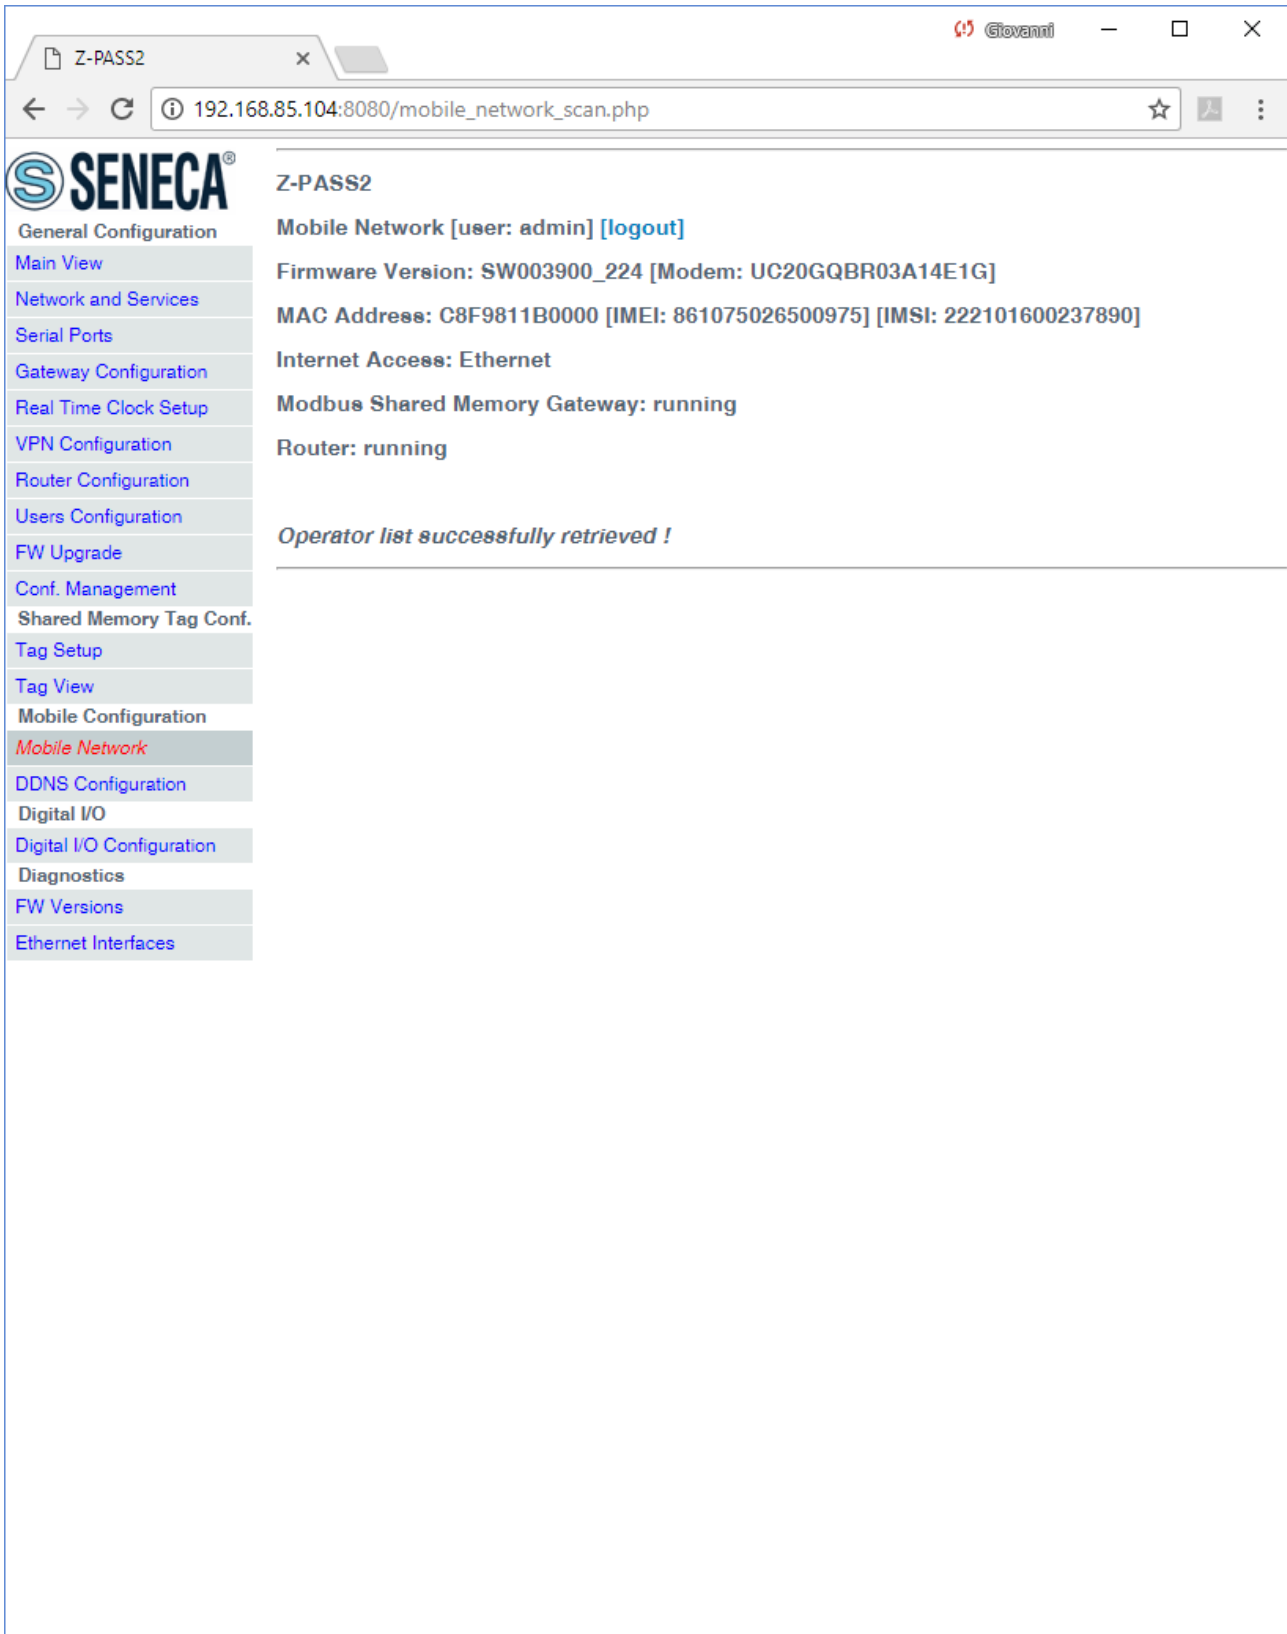 Giovanni
Z-PASS2
192.168.85.104:8080/mobile_network_scan.php
SENECA®
General Configuration
Main View
Network and Services
Serial Ports
Gateway Configuration
Real Time Clock Setup
VPN Configuration
Router Configuration
Users Configuration
FW Upgrade
Conf. Management
Shared Memory Tag Conf.
Tag Setup
Tag View
Mobile Configuration
Mobile Network
DDNS Configuration
Digital I/O
Digital I/O Configuration
Diagnostics
FW Versions
Ethernet Interfaces
Z-PASS2
Mobile Network [user: admin] [logout]
Firmware Version: SW003900_224 [Modem: UC20GQBR03A14E1G]
MAC Address: C8F9811B0000 [IMEI: 861075026500975] [IMSI: 222101600237890]
Internet Access: Ethernet
Modbus Shared Memory Gateway: running
Router: running
Operator list successfully retrieved !